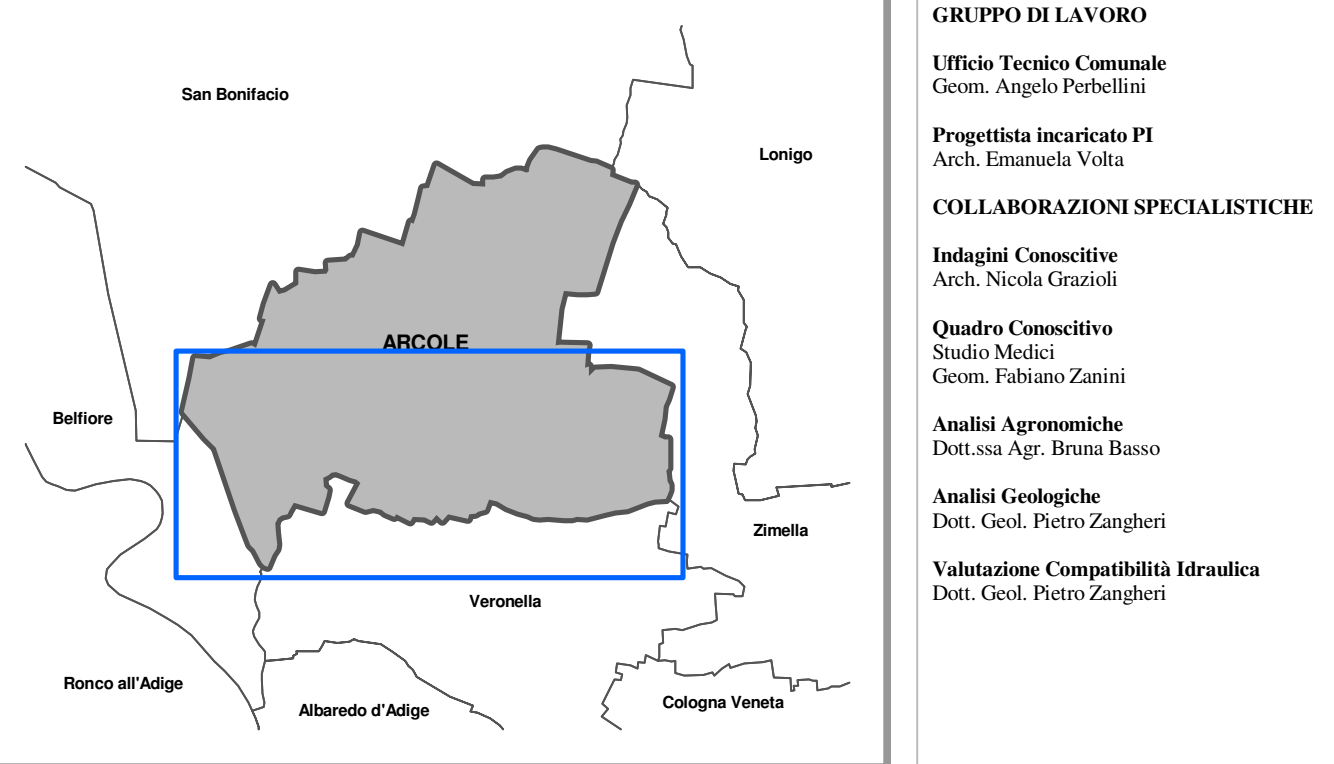 San Bonifacio
Lonigo
ARCOLE
Belfiore
Zimella
Veronella
Ronco all'Adige
Albaredo d'Adige
Cologna Veneta
GRUPPO DI LAVORO
Ufficio Tecnico Comunale
Geom. Angelo Perbellini
Progettista incaricato PI
Arch. Emanuela Volta
COLLABORAZIONI SPECIALISTICHE
Indagini Conoscitive
Arch. Nicola Grazioli
Quadro Conoscitivo
Studio Medici
Geom. Fabiano Zanini
Analisi Agronomiche
Dott.ssa Agr. Bruna Basso
Analisi Geologiche
Dott. Geol. Pietro Zangheri
Valutazione Compatibilità Idraulica
Dott. Geol. Pietro Zangheri